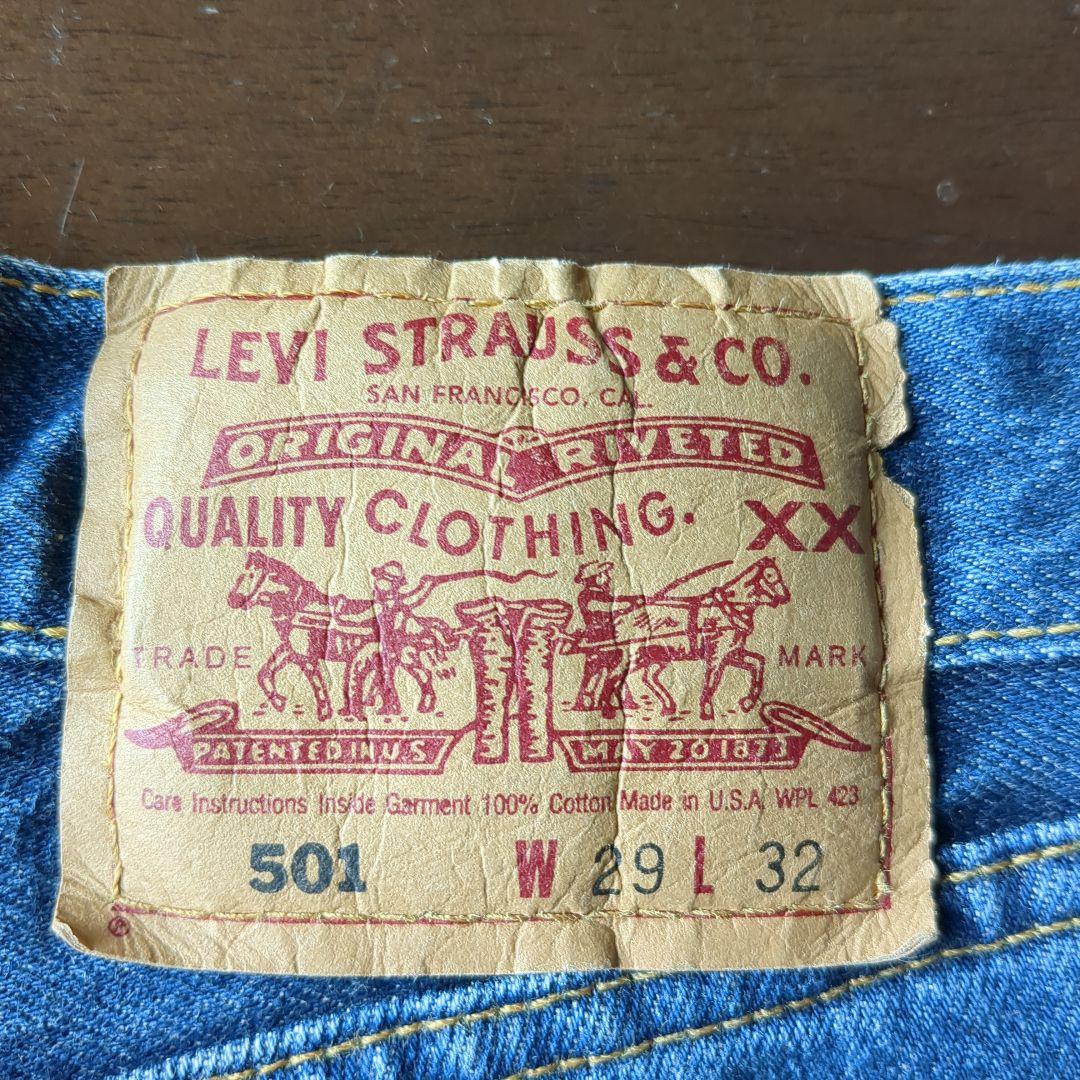 LEVI STRAUSS & CO.
SAN FRANCISCO, CAL.
ORIGINAL RIVETED
QUALITY CLOTHING. XX
TRADE MARK
PATENTED IN U.S MAY 20 1873
Care Instructions Inside Garment 100% Cotton Made in U.S.A. WPL 423
501 W 29 L 32
®